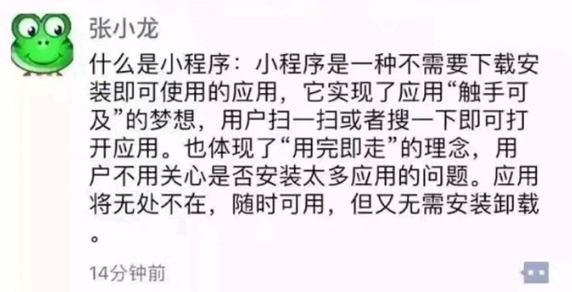 张小龙
什么是小程序：小程序是一种不需要下载安
装即可使用的应用，它实现了应用“触手可
及”的梦想，用户扫一扫或者搜一下即可打
开应用。也体现了“用完即走”的理念，用
户不用关心是否安装太多应用的问题。应用
将无处不在，随时可用，但又无需安装卸载
。
14分钟前